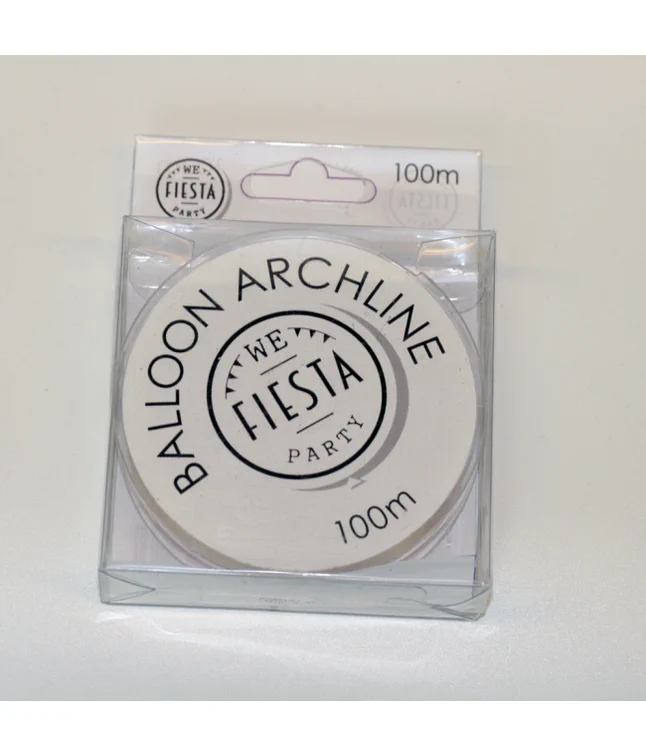 WE
FIESTA
PARTY
100m
BALLOON ARCHLINE
WE
FIESTA
PARTY
100m